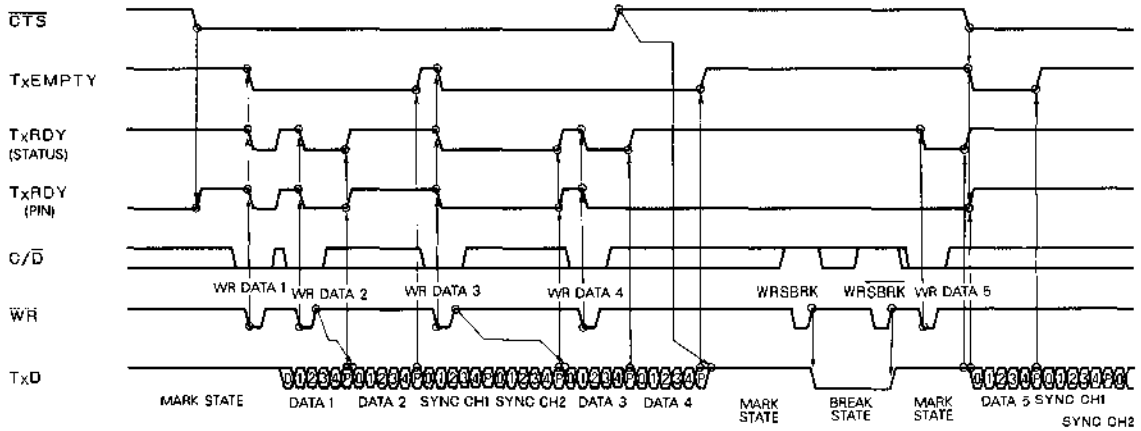 CTS
TxEMPTY
TxRDY
(STATUS)
TxRDY
(PIN)
C/D
WR DATA 1 WR DATA 2 WR DATA 3 WR DATA 4 WRSBRK WRSBRK WR DATA 5
WR
TxD
MARK STATE DATA 1 DATA 2 SYNC CH1 SYNC CH2 DATA 3 DATA 4 MARK STATE BREAK STATE MARK STATE DATA 5 SYNC CH1
SYNC CH2